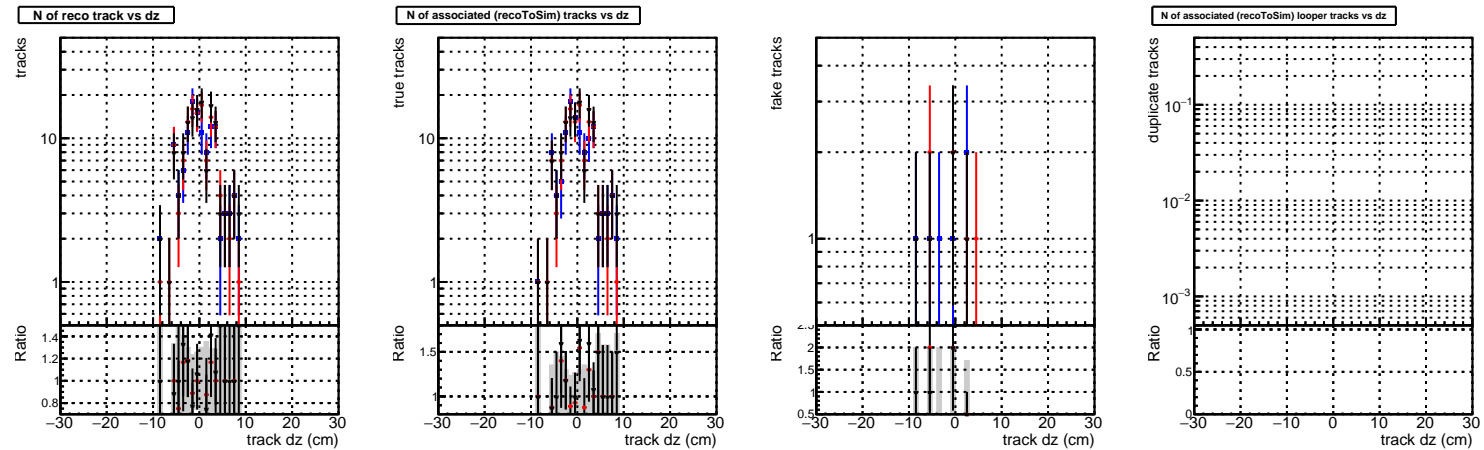 N of reco track vs dz
tracks
10
1
Ratio
1.4
1.2
1
0.8
−30 −20 −10 0 10 20 30
track dz (cm)
N of associated (recoToSim) tracks vs dz
true tracks
10
1
Ratio
1.5
1
−30 −20 −10 0 10 20 30
track dz (cm)
fake tracks
1
Ratio
2.5
2
1.5
1
0.5
−30 −20 −10 0 10 20 30
track dz (cm)
N of associated (recoToSim) looper tracks vs dz
duplicate tracks
10−1
10−2
10−3
Ratio
1
0.5
0
−30 −20 −10 0 10 20 30
track dz (cm)